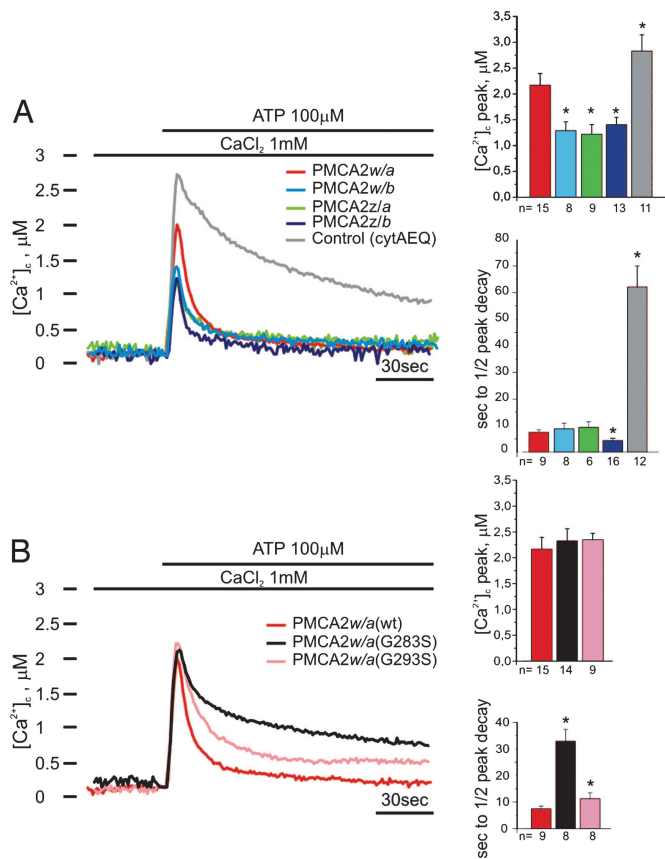 A
ATP 100μM
CaCl₂ 1mM
3
2.5
2
1.5
1
0.5
0
[Ca²⁺]c , μM
PMCA2w/a
PMCA2w/b
PMCA2z/a
PMCA2z/b
Control (cytAEQ)
30sec
[Ca²⁺]c peak, μM
3,5
3,0
2,5
2,0
1,5
1,0
0,5
0,0
* * * *
n= 15 8 9 13 11
sec to 1/2 peak decay
80
70
60
50
40
30
20
10
0
* *
n= 9 8 6 16 12
B
ATP 100μM
CaCl₂ 1mM
3
2.5
2
1.5
1
0.5
0
[Ca²⁺]c , μM
PMCA2w/a(wt)
PMCA2w/a(G283S)
PMCA2w/a(G293S)
30sec
[Ca²⁺]c peak, μM
3,5
3,0
2,5
2,0
1,5
1,0
0,5
0,0
n= 15 14 9
sec to 1/2 peak decay
40
30
20
10
0
* *
n= 9 8 8